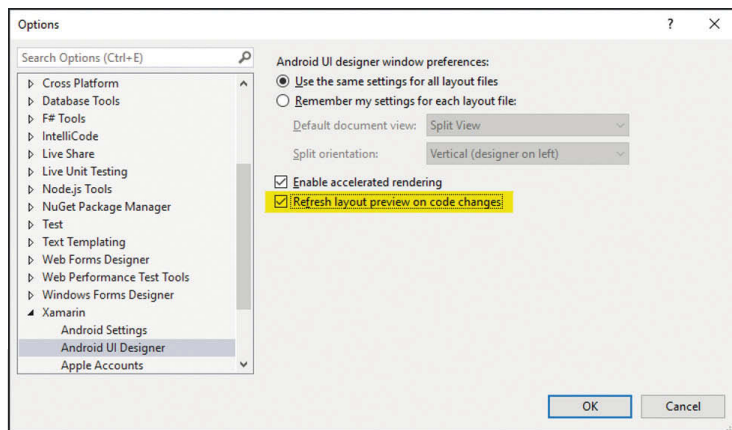 Options
?
Search Options (Ctrl+E)
Cross Platform
Database Tools
F# Tools
IntelliCode
Live Share
Live Unit Testing
Node.js Tools
NuGet Package Manager
Test
Text Templating
Web Forms Designer
Web Performance Test Tools
Windows Forms Designer
Xamarin
Android Settings
Android UI Designer
Apple Accounts
Android UI designer window preferences:
Use the same settings for all layout files
Remember my settings for each layout file:
Default document view: Split View
Split orientation: Vertical (designer on left)
Enable accelerated rendering
Refresh layout preview on code changes
OK Cancel